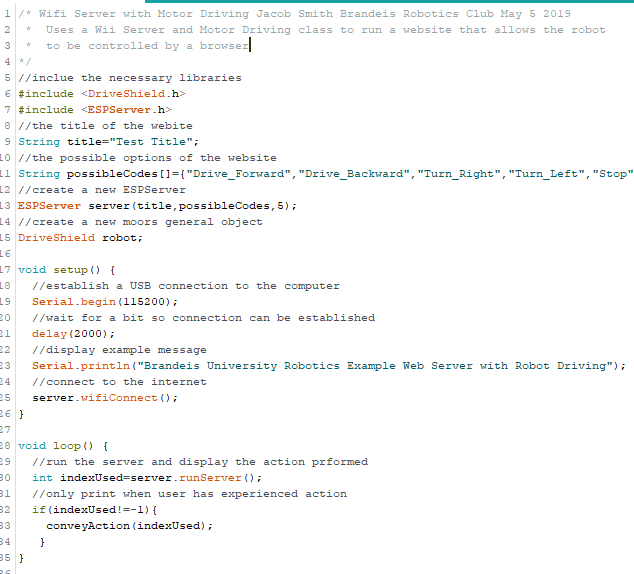 1 /* Wifi Server with Motor Driving Jacob Smith Brandeis Robotics Club May 5 2019
2  *  Uses a Wii Server and Motor Driving class to run a website that allows the robot
3  *  to be controlled by a browser
4 */
5 //inclue the necessary libraries
6 #include <DriveShield.h>
7 #include <ESPServer.h>
8 //the title of the webite
9 String title="Test Title";
10 //the possible options of the website
11 String possibleCodes[]={"Drive_Forward","Drive_Backward","Turn_Right","Turn_Left","Stop"
12 //create a new ESPServer
13 ESPServer server(title,possibleCodes,5);
14 //create a new moors general object
15 DriveShield robot;
16
17 void setup() {
18   //establish a USB connection to the computer
19   Serial.begin(115200);
20   //wait for a bit so connection can be established
21   delay(2000);
22   //display example message
23   Serial.println("Brandeis University Robotics Example Web Server with Robot Driving");
24   //connect to the internet
25   server.wifiConnect();
26 }
27
28 void loop() {
29   //run the server and display the action prformed
30   int indexUsed=server.runServer();
31   //only print when user has experienced action
32   if(indexUsed!=-1){
33     conveyAction(indexUsed);
34    }
35 }